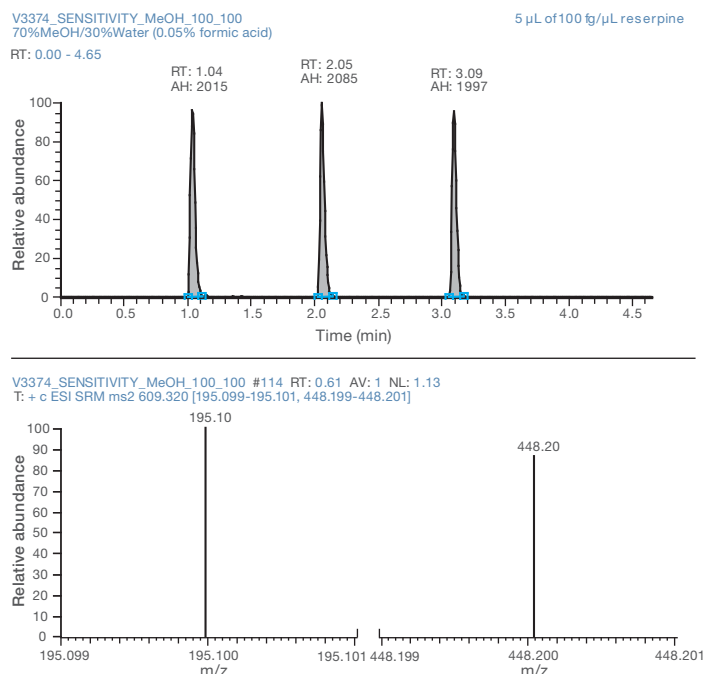 V3374_SENSITIVITY_MeOH_100_100
5 µL of 100 fg/µL reserpine
70%MeOH/30%Water (0.05% formic acid)
RT: 0.00 - 4.65
RT: 1.04
AH: 2015
RT: 2.05
AH: 2085
RT: 3.09
AH: 1997
Relative abundance
100
80
60
40
20
0
0.0 0.5 1.0 1.5 2.0 2.5 3.0 3.5 4.0 4.5
Time (min)
V3374_SENSITIVITY_MeOH_100_100 #114 RT: 0.61 AV: 1 NL: 1.13
T: + c ESI SRM ms2 609.320 [195.099-195.101, 448.199-448.201]
195.10
448.20
Relative abundance
100
90
80
70
60
50
40
30
20
10
0
195.099 195.100 195.101 448.199 448.200 448.201
m/z m/z